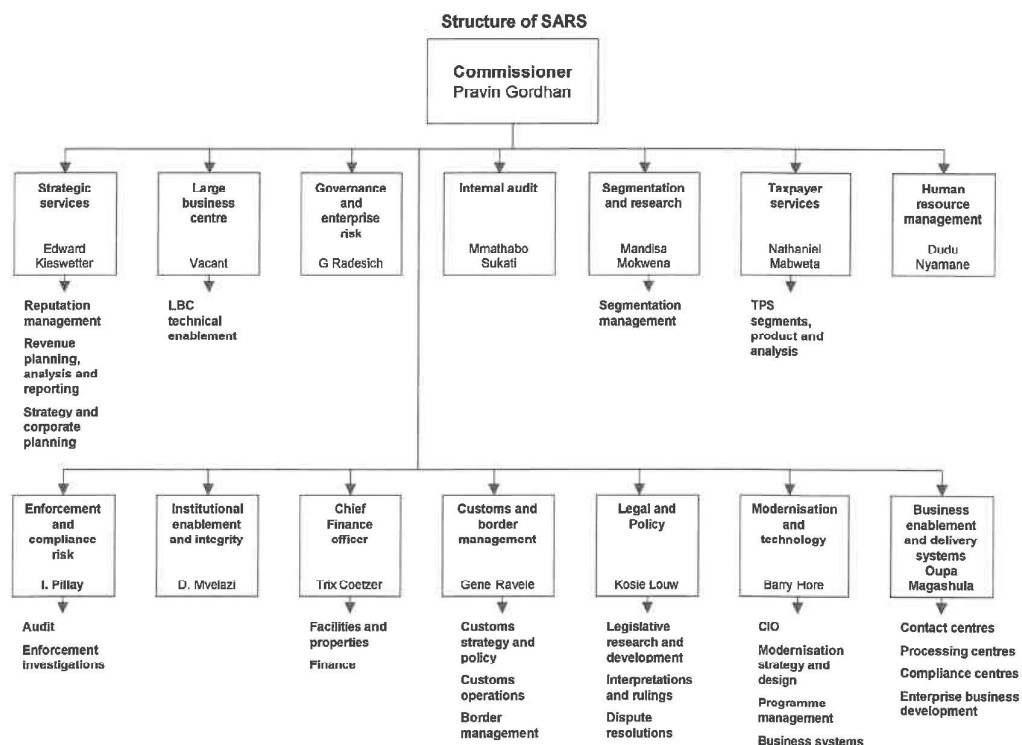 Structure of SARS
Commissioner
Pravin Gordhan
Strategic
services
Edward
Kieswetter
Large
business
centre
Vacant
Governance
and
enterprise
risk
G Radesich
Internal audit
Mmathabo
Sukati
Segmentation
and research
Mandisa
Mokwena
Taxpayer
services
Nathaniel
Mabweta
Human
resource
management
Dudu
Nyamane
Reputation
management
Revenue
planning,
analysis and
reporting
Strategy and
corporate
planning
LBC
technical
enablement
Segmentation
management
TPS
segments,
product and
analysis
Enforcement
and
compliance
risk
I. Pillay
Institutional
enablement
and integrity
D. Mvelazi
Chief
Finance
officer
Trix Coetzer
Customs and
border
management
Gene Ravele
Legal and
Policy
Kosie Louw
Modernisation
and
technology
Barry Hore
Business
enablement
and delivery
systems
Oupa
Magashula
Audit
Enforcement
investigations
Facilities and
properties
Finance
Customs
strategy and
policy
Customs
operations
Border
management
Legislative
research and
development
Interpretations
and rulings
Dispute
resolutions
CIO
Modernisation
strategy and
design
Programme
management
Business systems
Contact centres
Processing centres
Compliance centres
Enterprise business
development